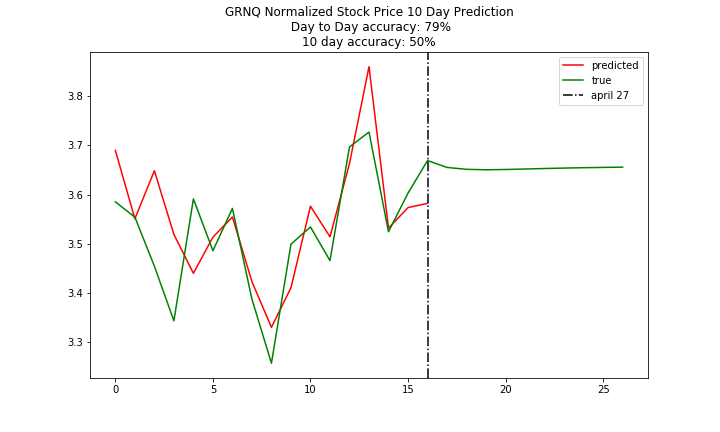 GRNQ Normalized Stock Price 10 Day Prediction
Day to Day accuracy: 79%
10 day accuracy: 50%
predicted
true
april 27
3.8
3.7
3.6
3.5
3.4
3.3
0 5 10 15 20 25